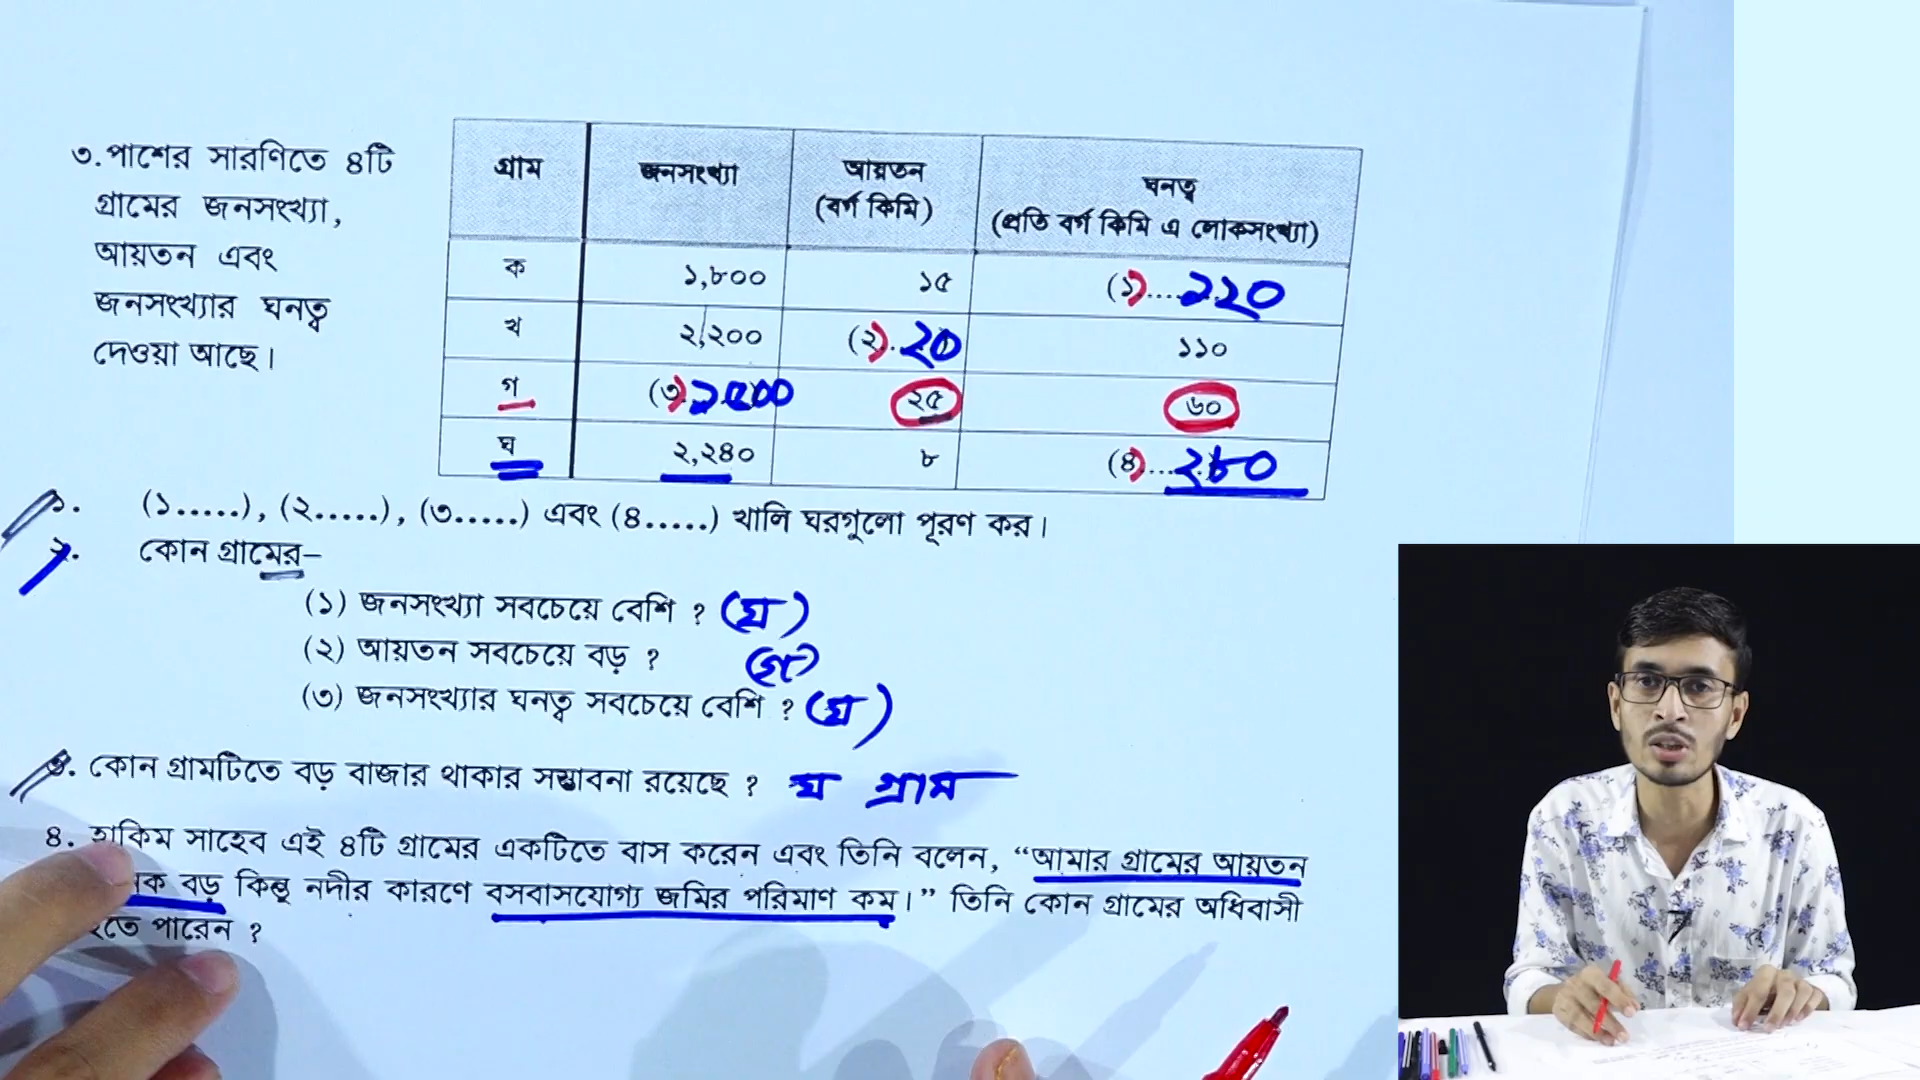 ৩.পাশের সারণিতে ৪টি
গ্রামের জনসংখ্যা,
আয়তন এবং
জনসংখ্যার ঘনত্ব
দেওয়া আছে।
গ্রাম জনসংখ্যা আয়তন (বর্গ কিমি) ঘনত্ব (প্রতি বর্গ কিমি এ লোকসংখ্যা)
ক ১,৮০০ ১৫ (১)....১২০
খ ২,২০০ (২).২০ ১১০
গ (৩)১৫০০ ২৫ ৬০
ঘ ২,২৪০ ৮ (৪)...২৮০
১. (১.....), (২.....), (৩.....) এবং (৪.....) খালি ঘরগুলো পূরণ কর।
২. কোন গ্রামের–
(১) জনসংখ্যা সবচেয়ে বেশি ? (ঘ)
(২) আয়তন সবচেয়ে বড় ? (গ)
(৩) জনসংখ্যার ঘনত্ব সবচেয়ে বেশি ? (ঘ)
৩. কোন গ্রামটিতে বড় বাজার থাকার সম্ভাবনা রয়েছে ? ঘ গ্রাম
৪. হাকিম সাহেব এই ৪টি গ্রামের একটিতে বাস করেন এবং তিনি বলেন, “আমার গ্রামের আয়তন
বড় কিন্তু নদীর কারণে বসবাসযোগ্য জমির পরিমাণ কম।” তিনি কোন গ্রামের অধিবাসী
হতে পারেন ?